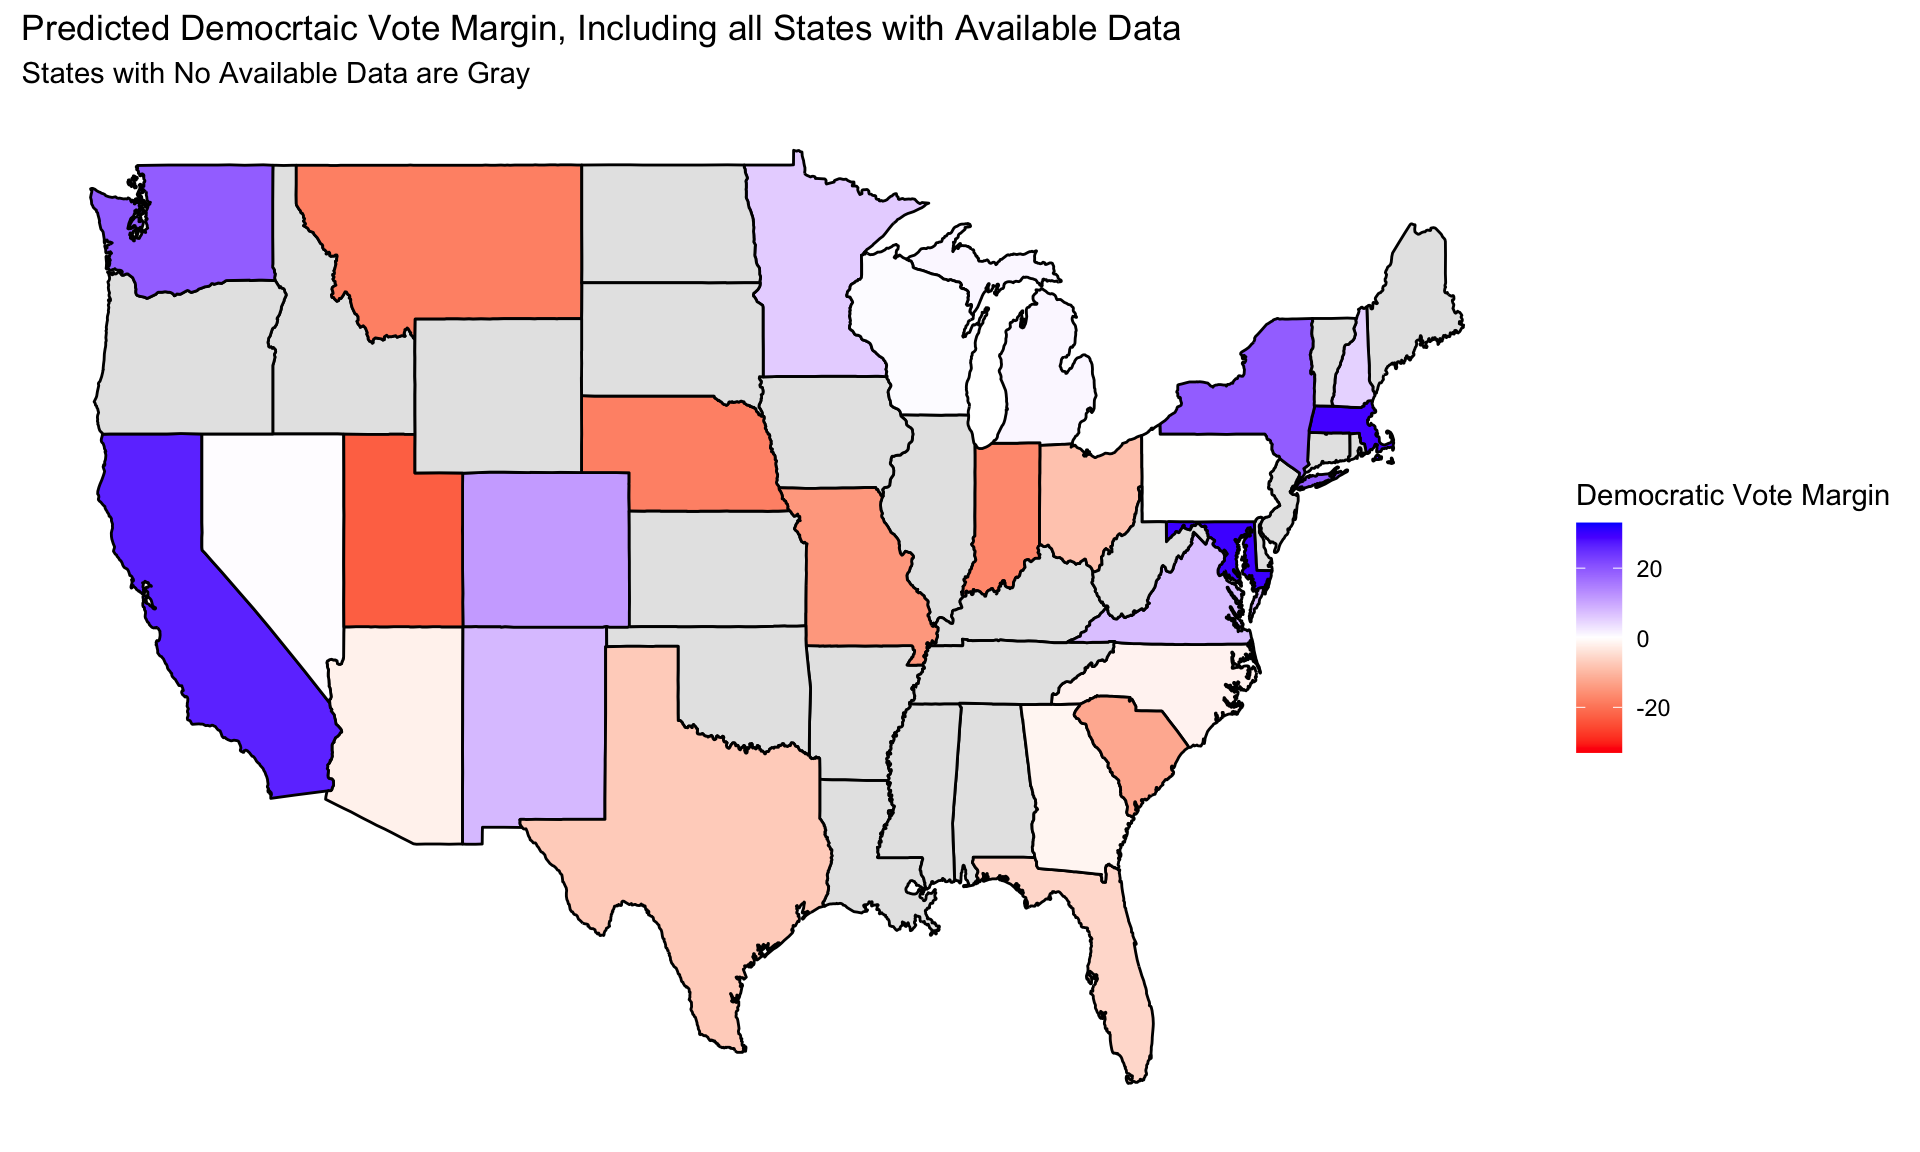 Predicted Democrtaic Vote Margin, Including all States with Available Data
States with No Available Data are Gray
Democratic Vote Margin
20
0
-20